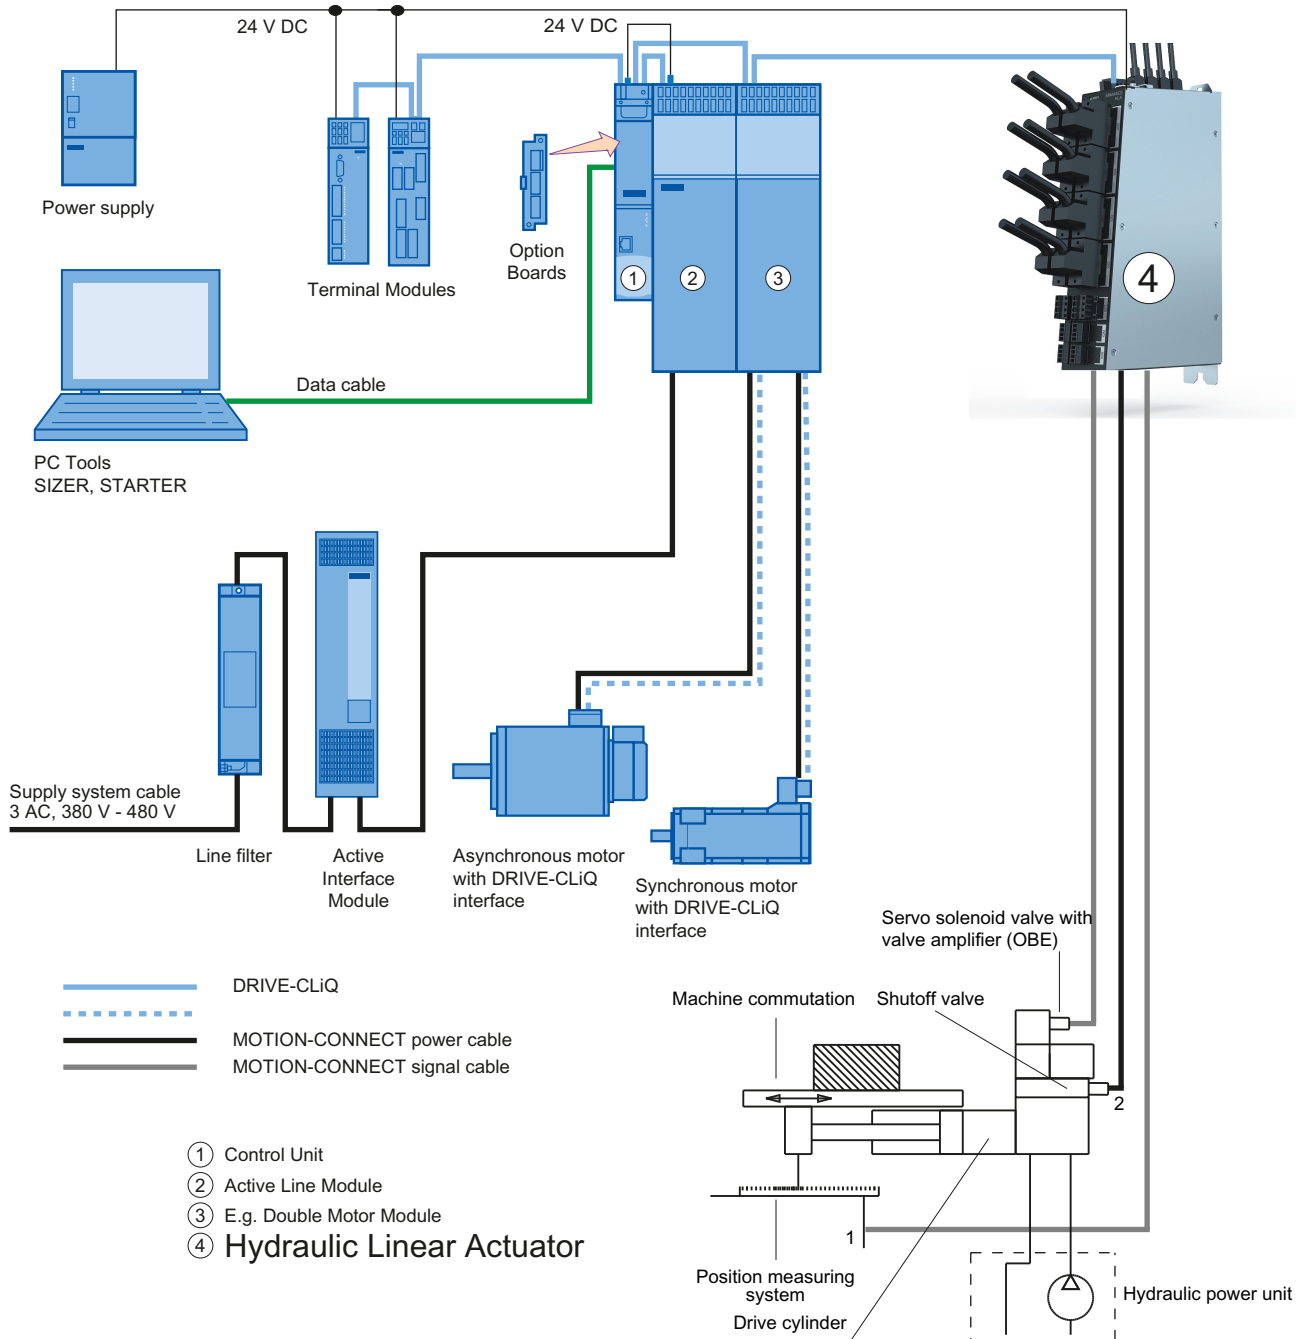 24 V DC
24 V DC
Power supply
Terminal Modules
Option
Boards
1
2
3
4
Data cable
PC Tools
SIZER, STARTER
Supply system cable
3 AC, 380 V - 480 V
Line filter
Active
Interface
Module
Asynchronous motor
with DRIVE-CLiQ
interface
Synchronous motor
with DRIVE-CLiQ
interface
Servo solenoid valve with
valve amplifier (OBE)
Machine commutation
Shutoff valve
2
1
Position measuring
system
Drive cylinder
Hydraulic power unit
DRIVE-CLiQ
MOTION-CONNECT power cable
MOTION-CONNECT signal cable
1 Control Unit
2 Active Line Module
3 E.g. Double Motor Module
4 Hydraulic Linear Actuator